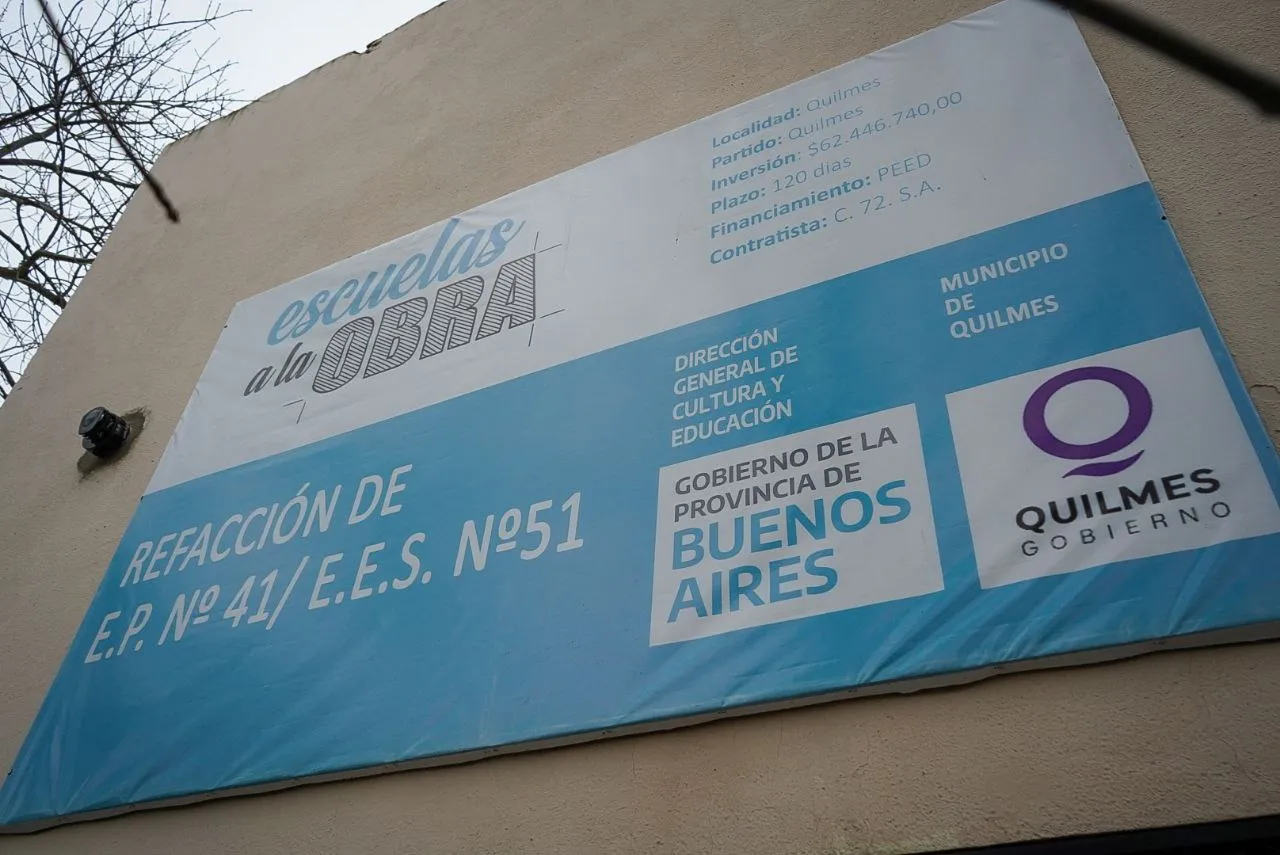 escuelas
a la OBRA
Localidad: Quilmes
Partido: Quilmes
Inversión: $62.446.740,00
Plazo: 120 días
Financiamiento: PEED
Contratista: C. 72. S.A.
REFACCIÓN DE
E.P. Nº 41/ E.E.S. Nº51
DIRECCIÓN
GENERAL DE
CULTURA Y
EDUCACIÓN
GOBIERNO DE LA
PROVINCIA DE
BUENOS
AIRES
MUNICIPIO
DE
QUILMES
Q
QUILMES
GOBIERNO